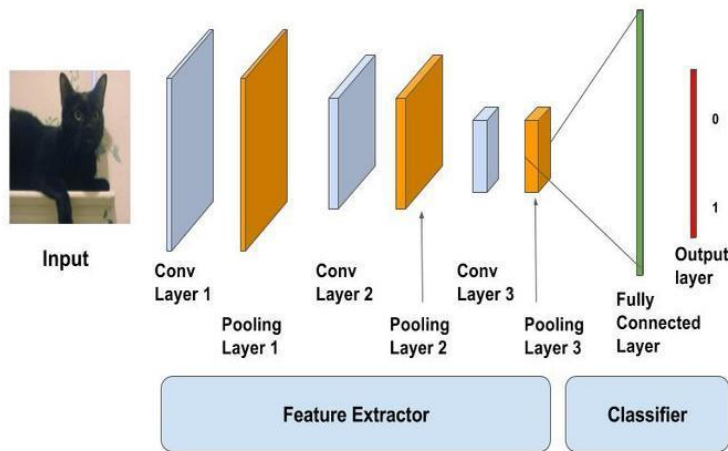 Input
Conv
Layer 1
Pooling
Layer 1
Conv
Layer 2
Pooling
Layer 2
Conv
Layer 3
Pooling
Layer 3
Fully
Connected
Layer
0
1
Output
layer
Feature Extractor
Classifier